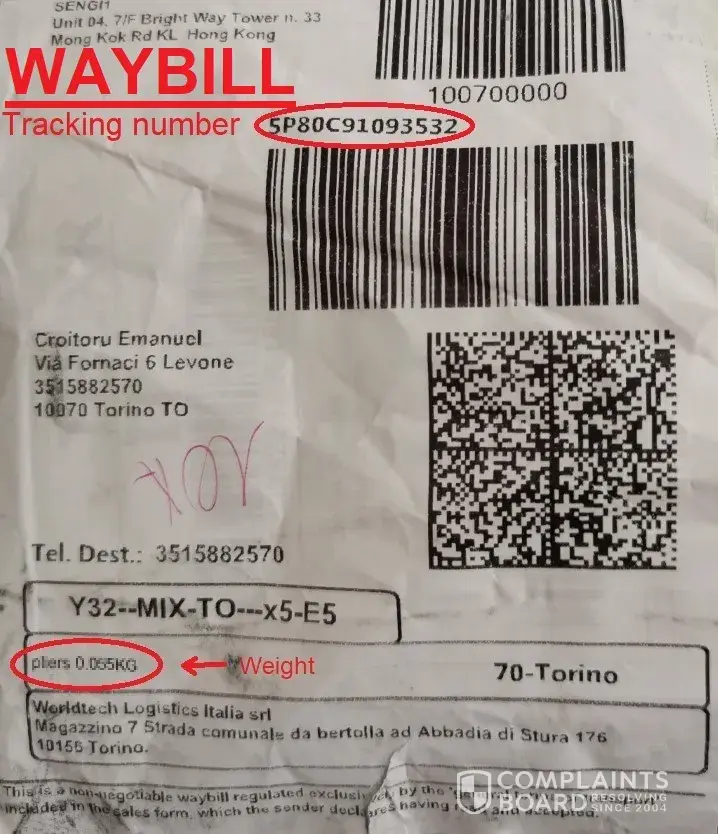 SENGI1
Unit 04. 7/F Bright Way Tower n. 33
Mong Kok Rd KL Hong Kong
WAYBILL
100700000
Tracking number 5P80C91093532
Croitoru Emanuel
Via Fornaci 6 Levone
3515882570
10070 Torino TO
Tel. Dest.: 3515882570
Y32--MIX-TO---x5-E5
pliers 0.055KG
Weight
70-Torino
Worldtech Logistics Italia srl
Magazzino 7 Strada comunale da bertolla ad Abbadia di Stura 176
10156 Torino.
This is a non-negotiable waybill regulated exclusively by the
included in the sales form, which the sender declares having and accepted.
COMPLAINTS
BOARD RESOLVING
SINCE 2004